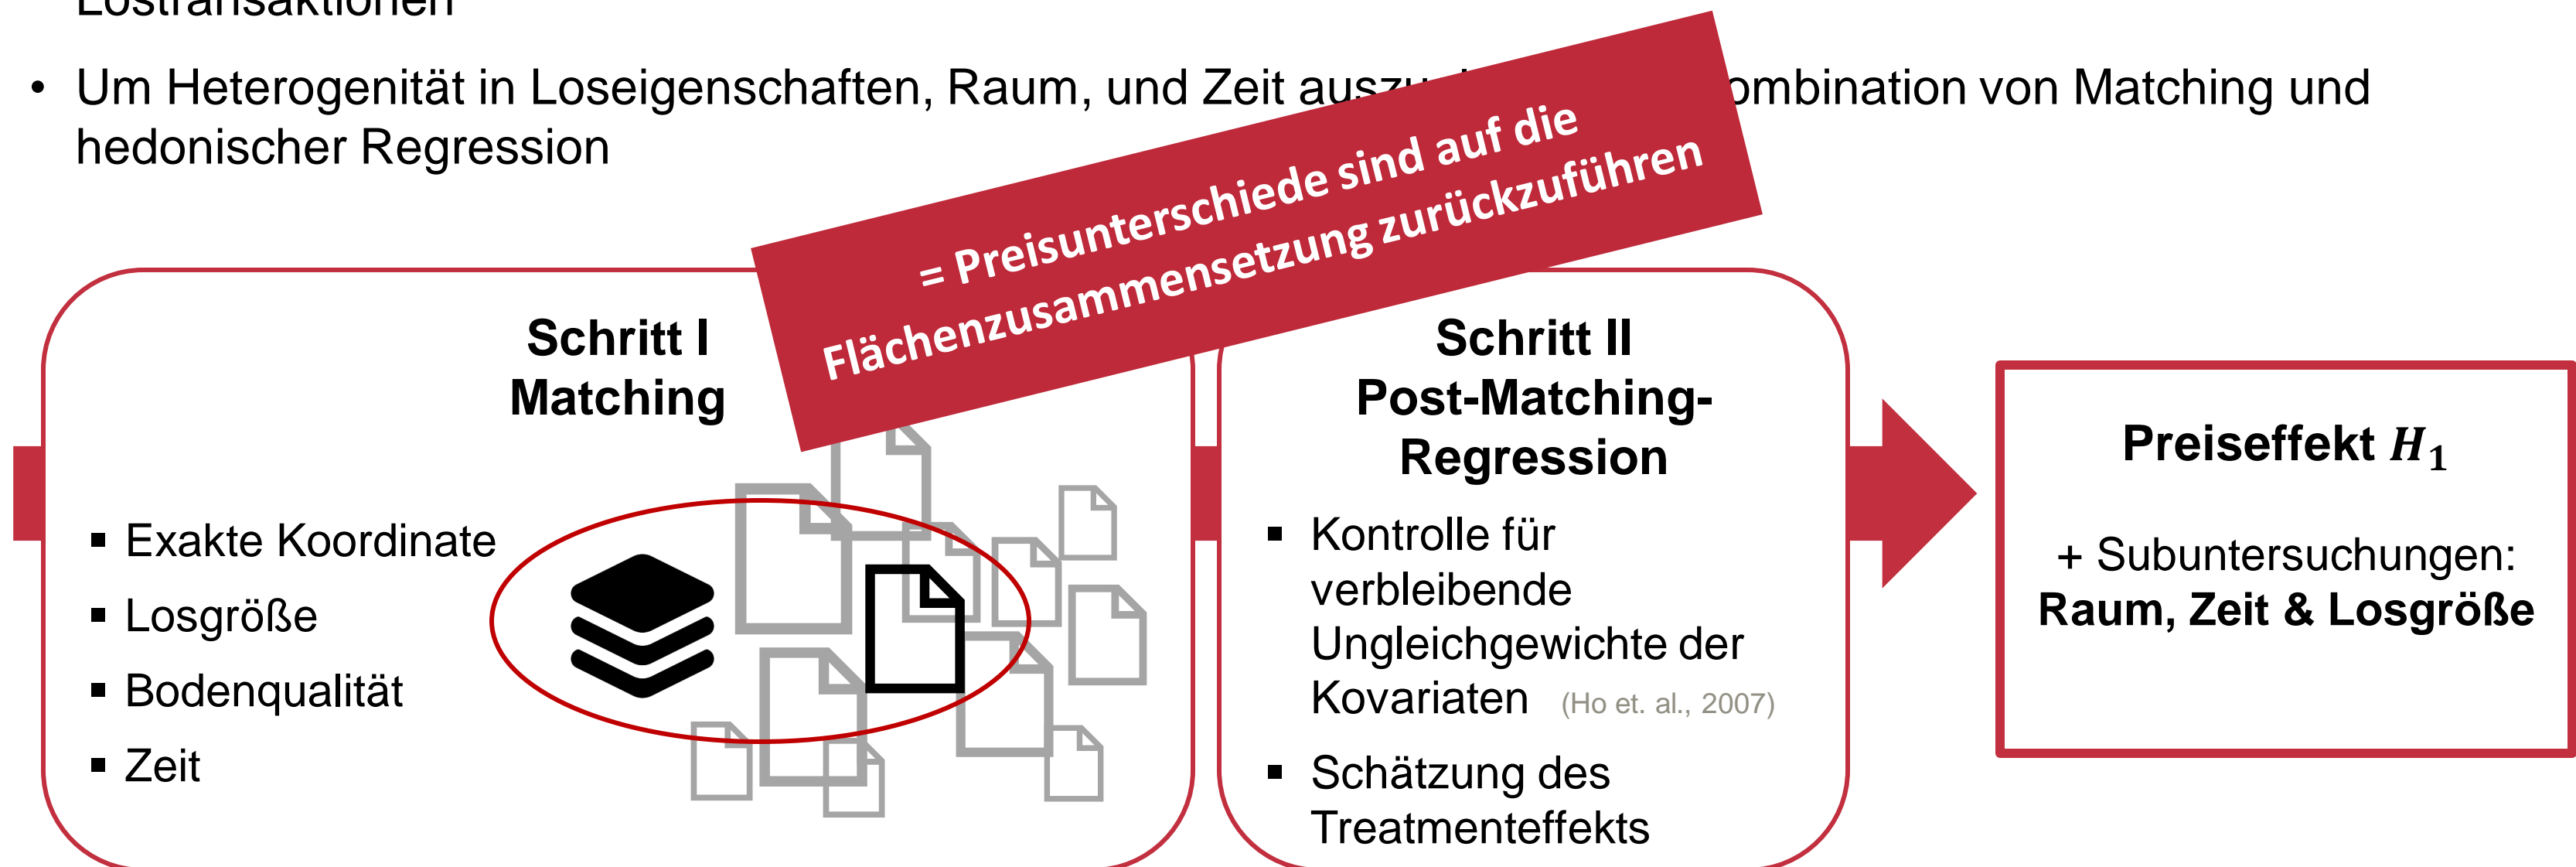 Lostransaktionen
• Um Heterogenität in Loseigenschaften, Raum, und Zeit ombination von Matching und
hedonischer Regression
= Preisunterschiede sind auf die
Flächenzusammensetzung zurückzuführen
Schritt I
Matching
▪ Exakte Koordinate
▪ Losgröße
▪ Bodenqualität
▪ Zeit
Schritt II
Post-Matching-
Regression
▪ Kontrolle für
verbleibende
Ungleichgewichte der
Kovariaten (Ho et. al., 2007)
▪ Schätzung des
Treatmenteffekts
Preiseffekt H₁
+ Subuntersuchungen:
Raum, Zeit & Losgröße